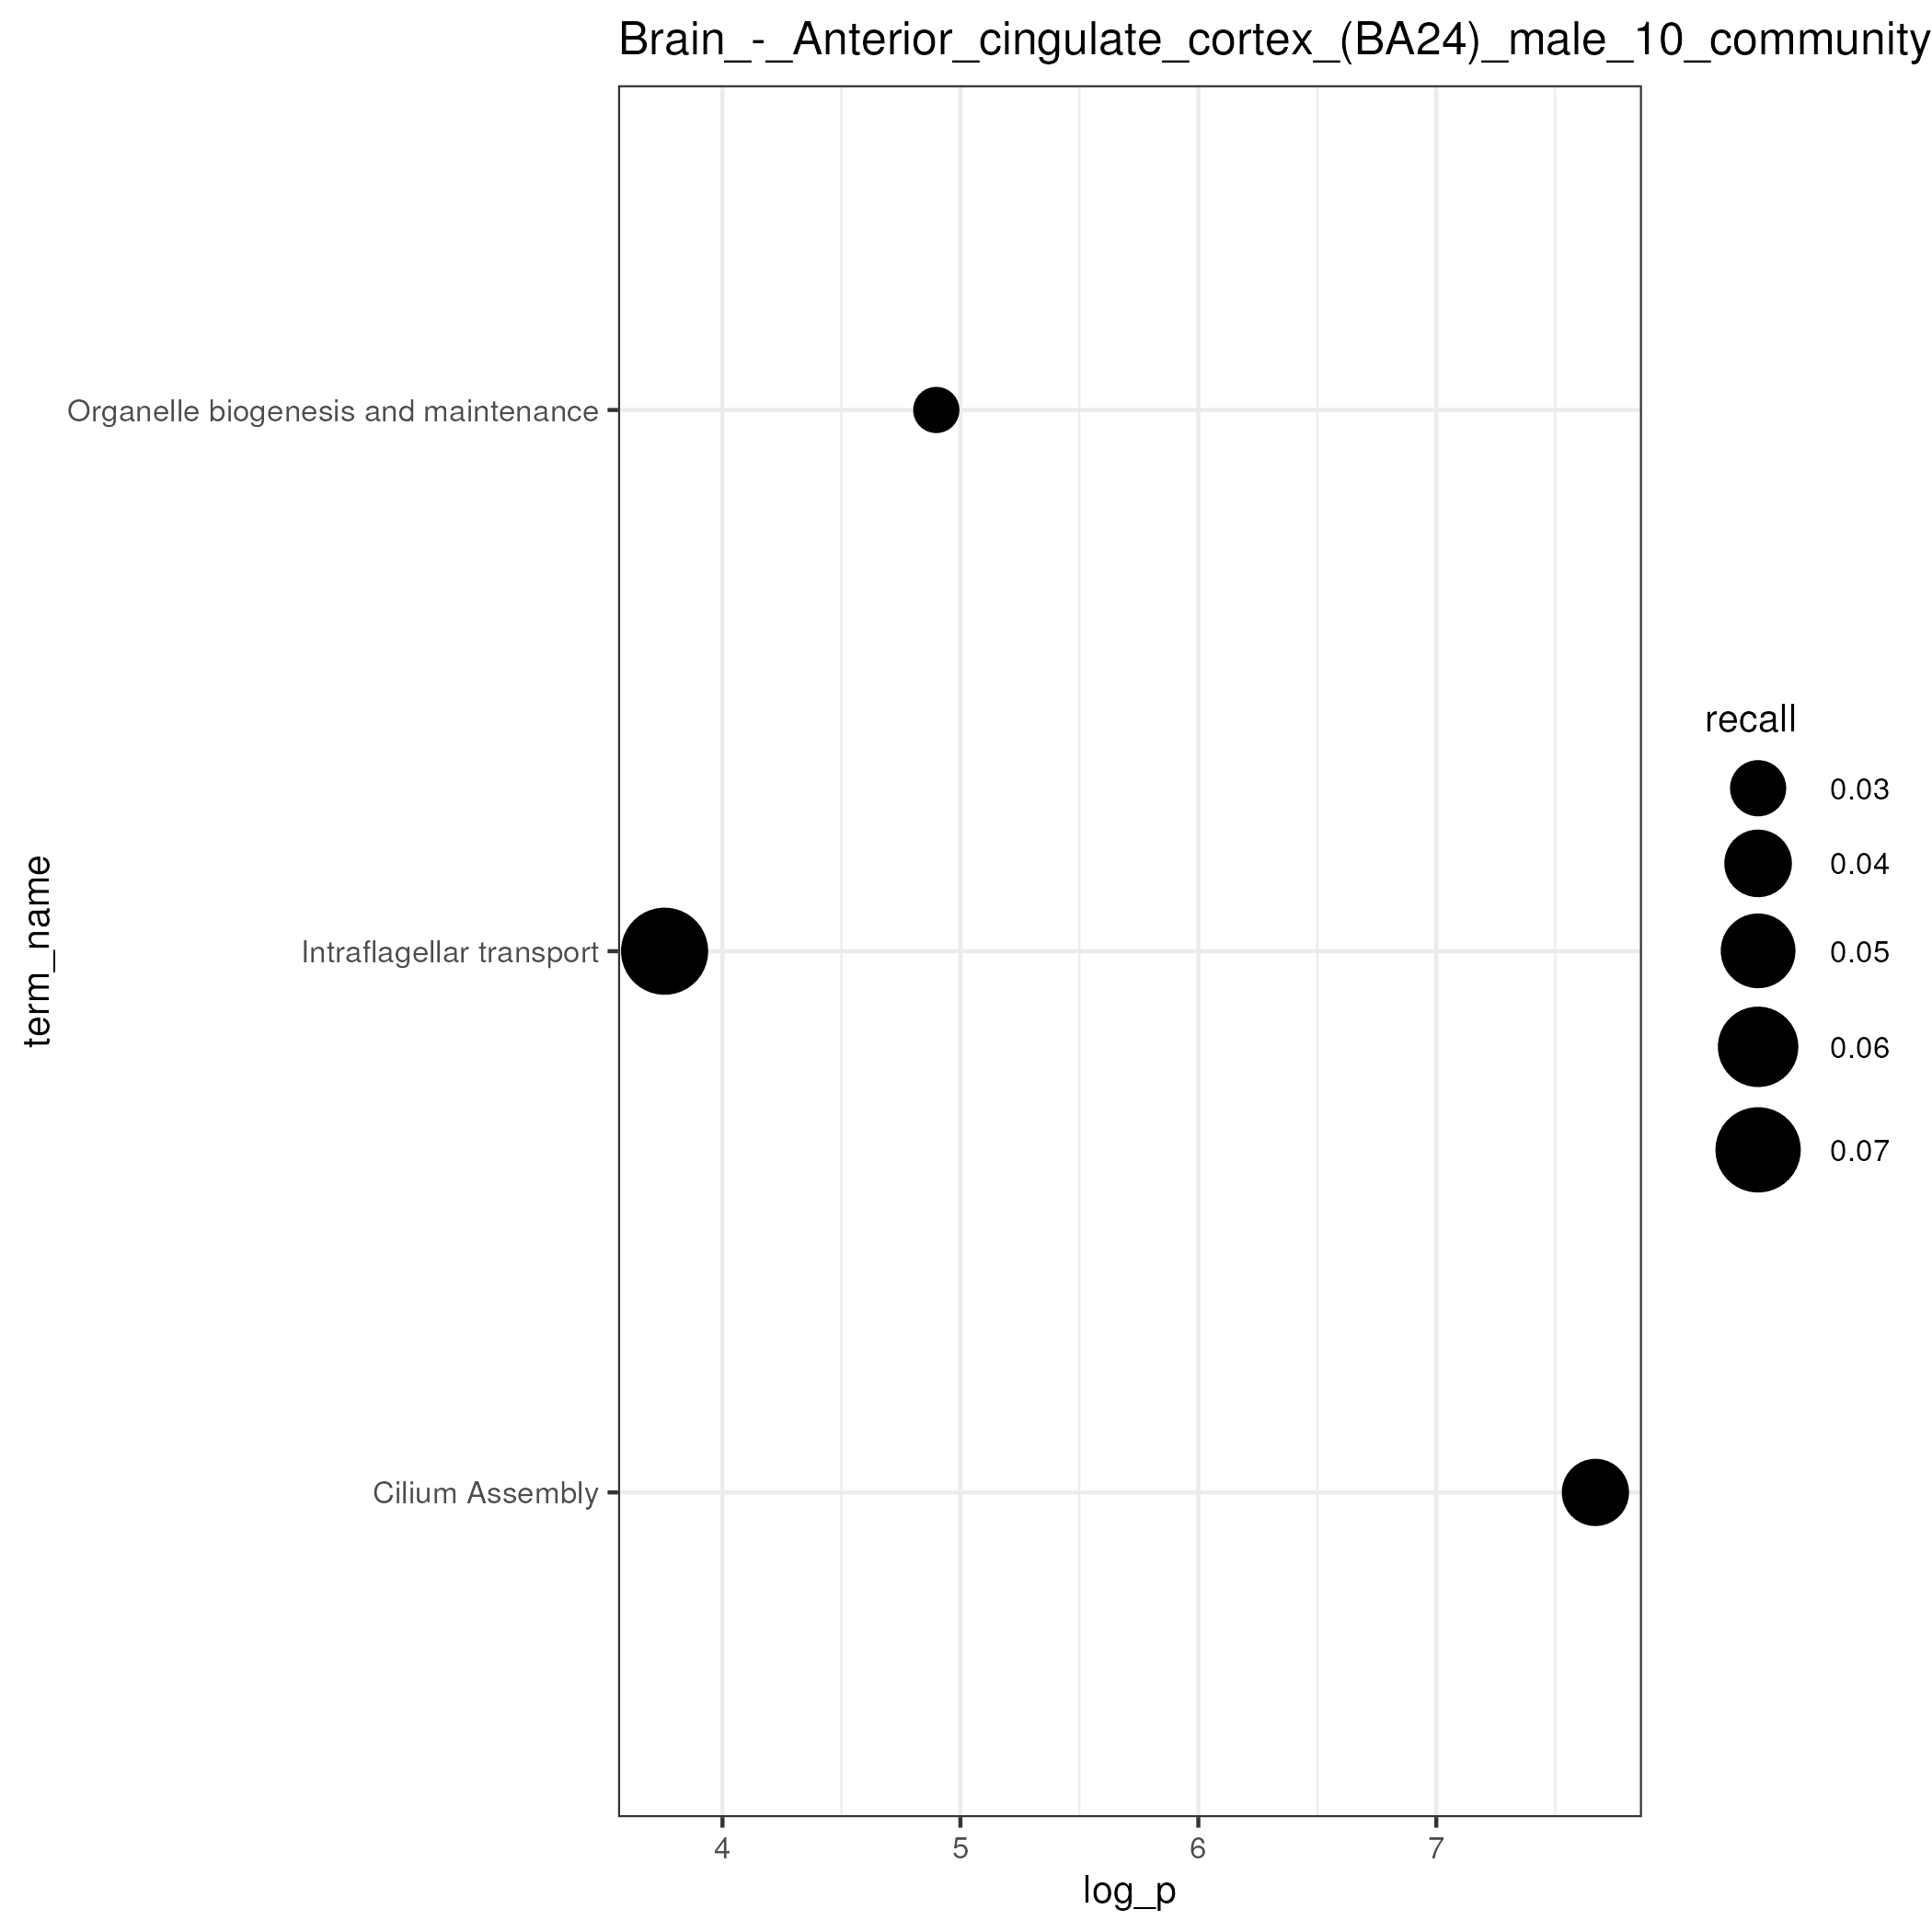 Brain_-_Anterior_cingulate_cortex_(BA24)_male_10_community
Organelle biogenesis and maintenance
Intraflagellar transport
Cilium Assembly
term_name
4 5 6 7
log_p
recall
0.03
0.04
0.05
0.06
0.07